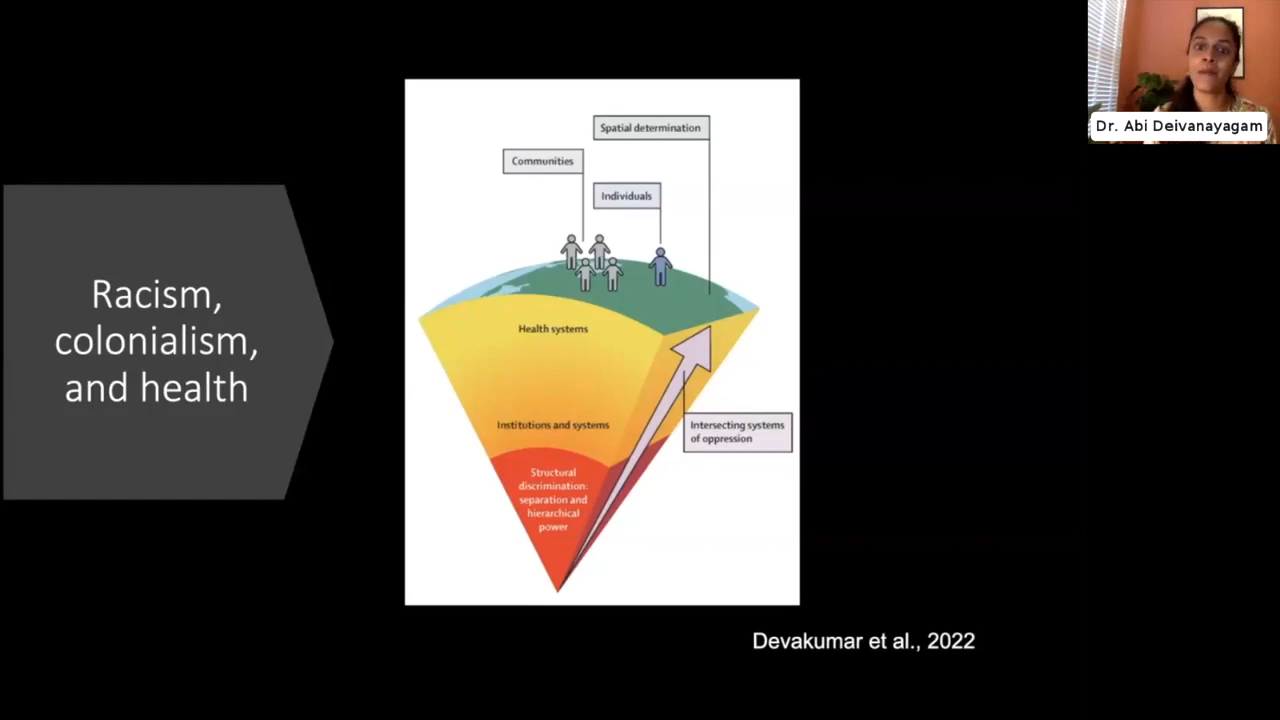 Dr. Abi Deivanayagam
Racism,
colonialism,
and health
Spatial determination
Communities
Individuals
Health systems
Institutions and systems
Intersecting systems
of oppression
Structural
discrimination:
separation and
hierarchical
power
Devakumar et al., 2022